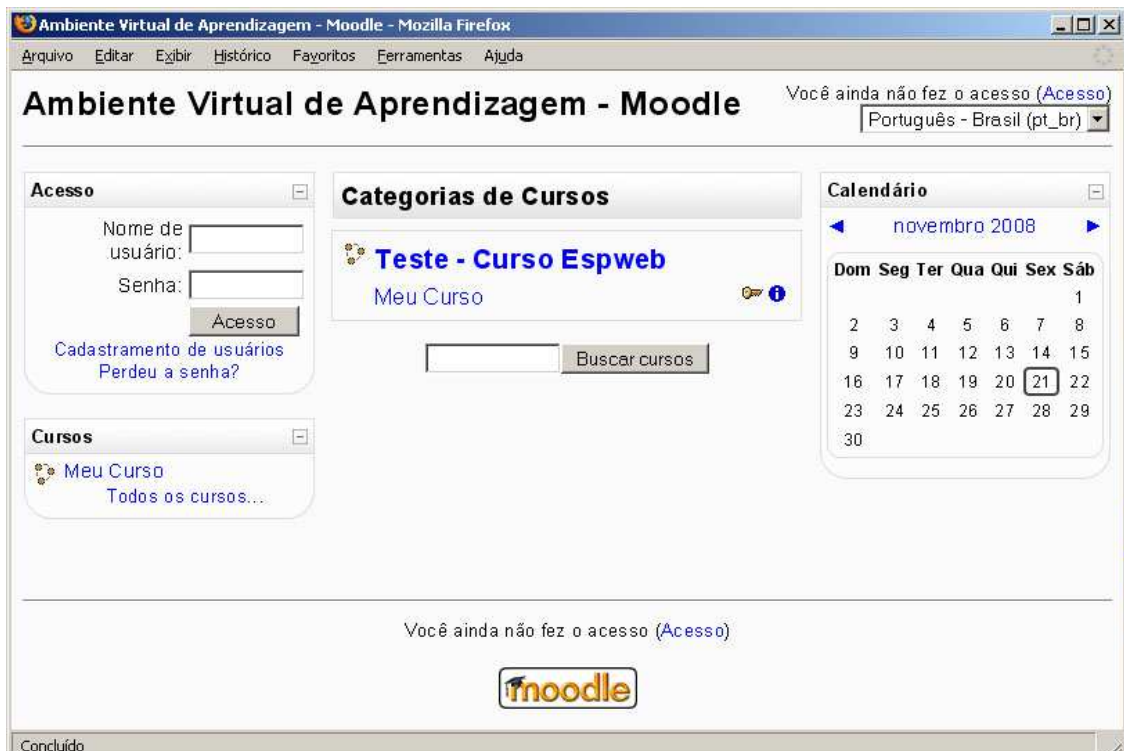 Ambiente Virtual de Aprendizagem - Moodle - Mozilla Firefox
Arquivo Editar Exibir Histórico Favoritos Ferramentas Ajuda
Ambiente Virtual de Aprendizagem - Moodle
Você ainda não fez o acesso (Acesso)
Português - Brasil (pt_br)
Acesso
Nome de
usuário:
Senha:
Acesso
Cadastramento de usuários
Perdeu a senha?
Cursos
Meu Curso
Todos os cursos...
Categorias de Cursos
Teste - Curso Espweb
Meu Curso
Buscar cursos
Calendário
novembro 2008
Dom Seg Ter Qua Qui Sex Sáb
1
2 3 4 5 6 7 8
9 10 11 12 13 14 15
16 17 18 19 20 21 22
23 24 25 26 27 28 29
30
Você ainda não fez o acesso (Acesso)
moodle
Concluído